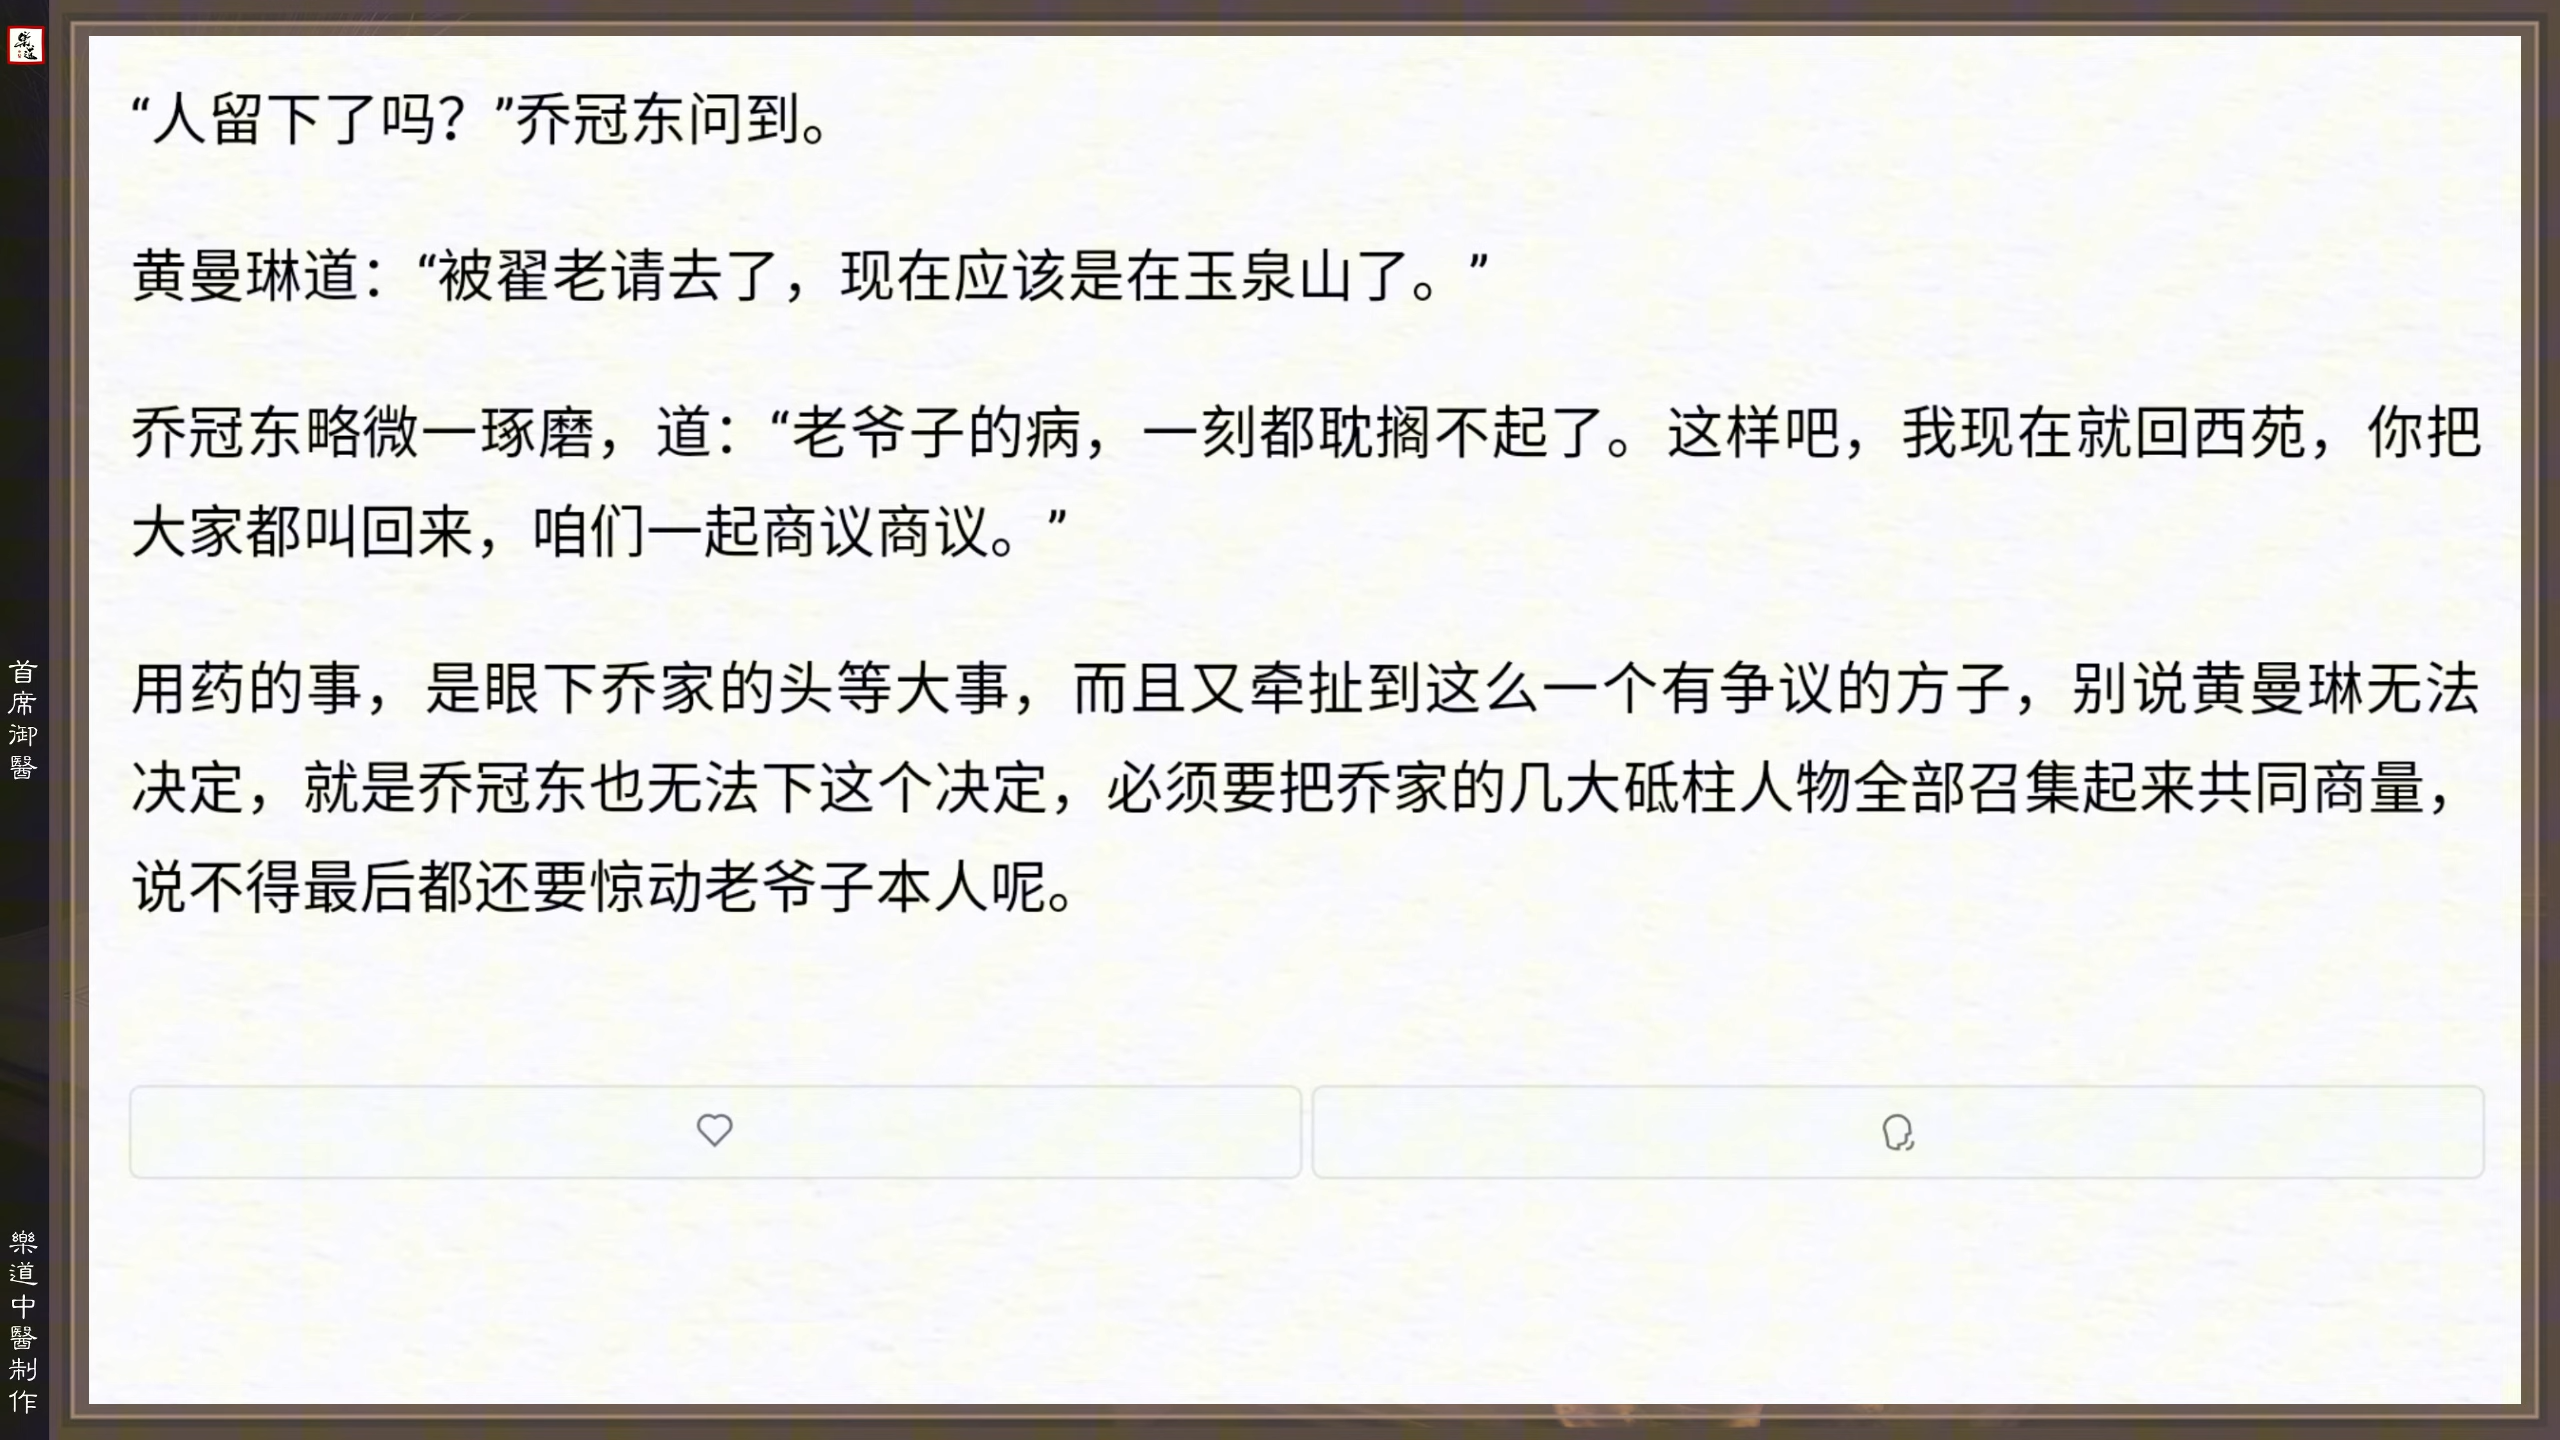 “人留下了吗？”乔冠东问到。
黄曼琳道：“被翟老请去了，现在应该是在玉泉山了。”
乔冠东略微一琢磨，道：“老爷子的病，一刻都耽搁不起了。这样吧，我现在就回西苑，你把
大家都叫回来，咱们一起商议商议。”
用药的事，是眼下乔家的头等大事，而且又牵扯到这么一个有争议的方子，别说黄曼琳无法
决定，就是乔冠东也无法下这个决定，必须要把乔家的几大砥柱人物全部召集起来共同商量，
说不得最后都还要惊动老爷子本人呢。
首席御醫
樂道中醫制作